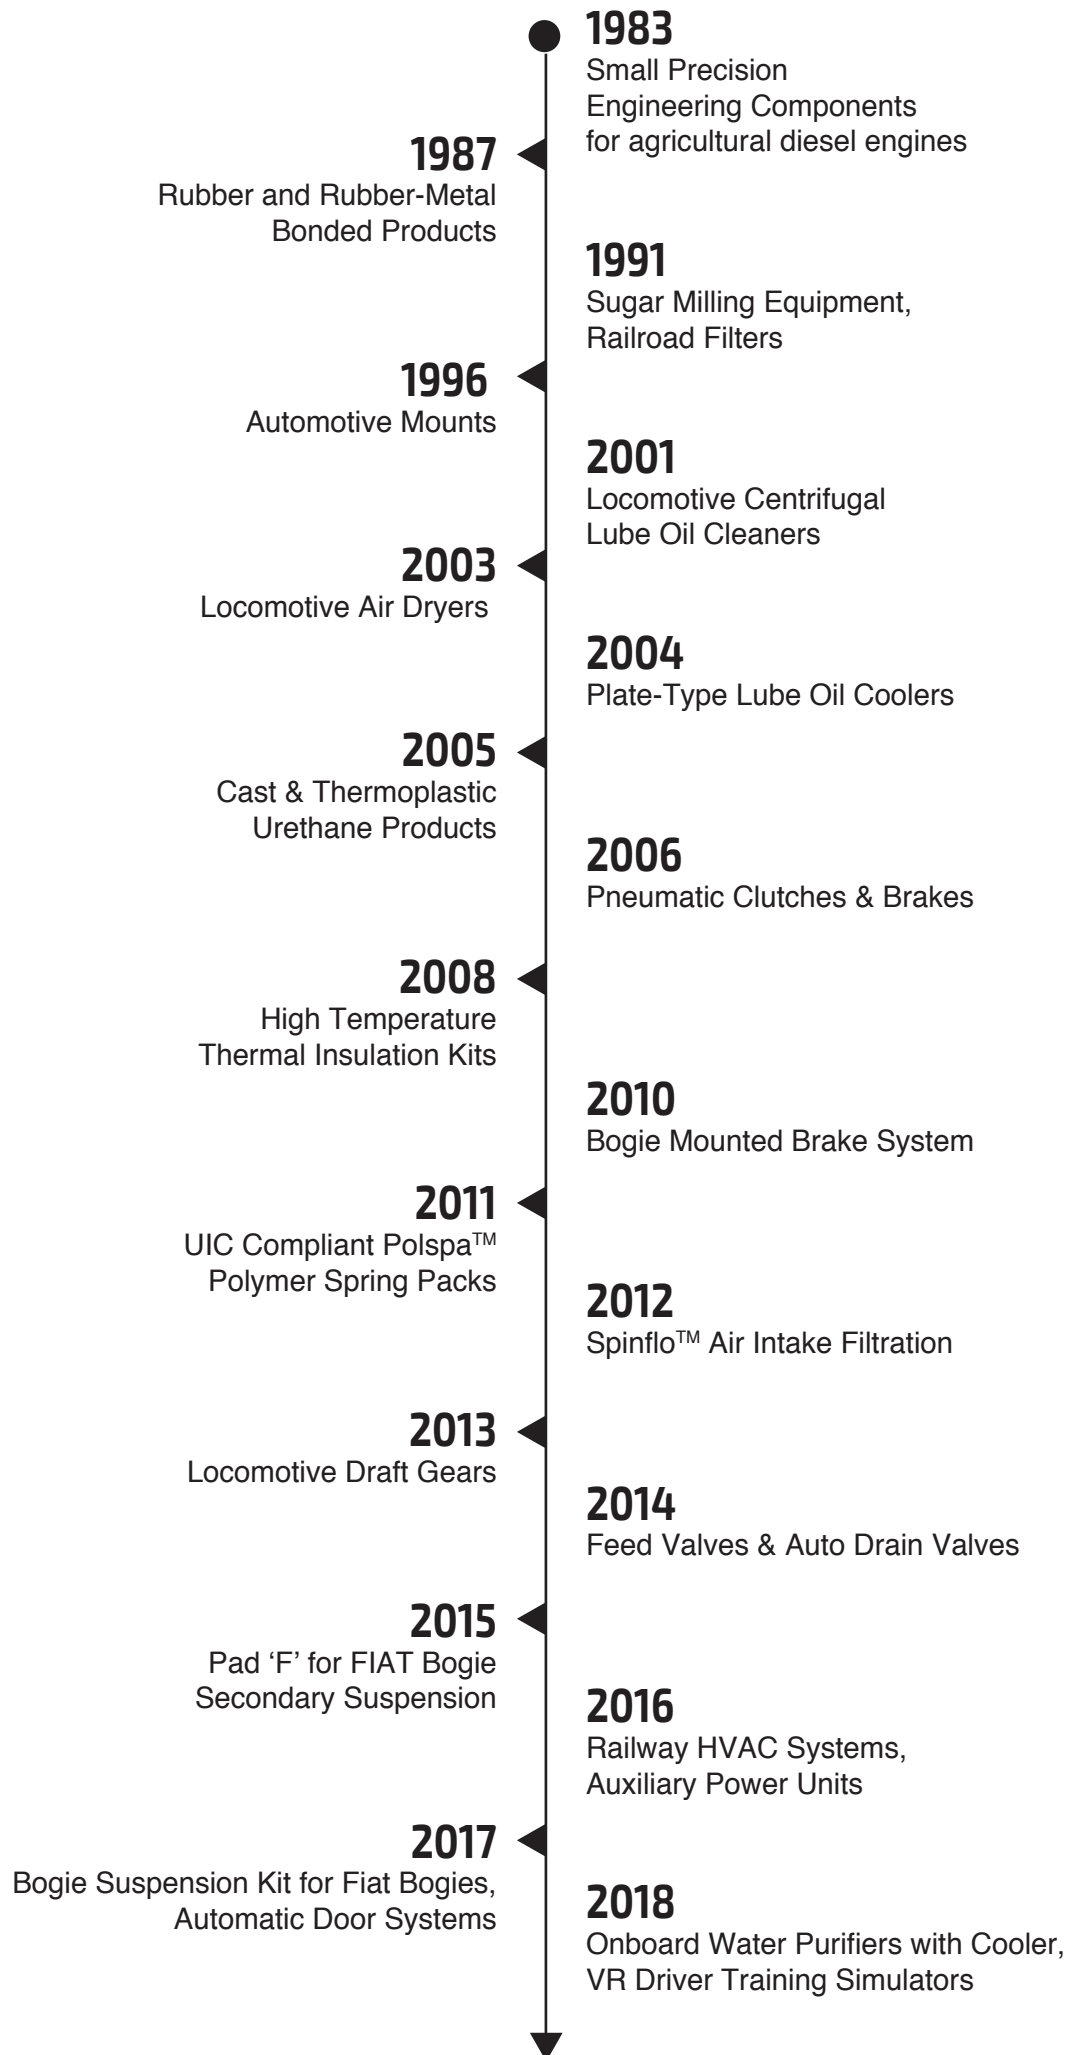 1983
Small Precision
Engineering Components
for agricultural diesel engines
1987
Rubber and Rubber-Metal
Bonded Products
1991
Sugar Milling Equipment,
Railroad Filters
1996
Automotive Mounts
2001
Locomotive Centrifugal
Lube Oil Cleaners
2003
Locomotive Air Dryers
2004
Plate-Type Lube Oil Coolers
2005
Cast & Thermoplastic
Urethane Products
2006
Pneumatic Clutches & Brakes
2008
High Temperature
Thermal Insulation Kits
2010
Bogie Mounted Brake System
2011
UIC Compliant Polspa™
Polymer Spring Packs
2012
Spinflo™ Air Intake Filtration
2013
Locomotive Draft Gears
2014
Feed Valves & Auto Drain Valves
2015
Pad ‘F’ for FIAT Bogie
Secondary Suspension
2016
Railway HVAC Systems,
Auxiliary Power Units
2017
Bogie Suspension Kit for Fiat Bogies,
Automatic Door Systems
2018
Onboard Water Purifiers with Cooler,
VR Driver Training Simulators